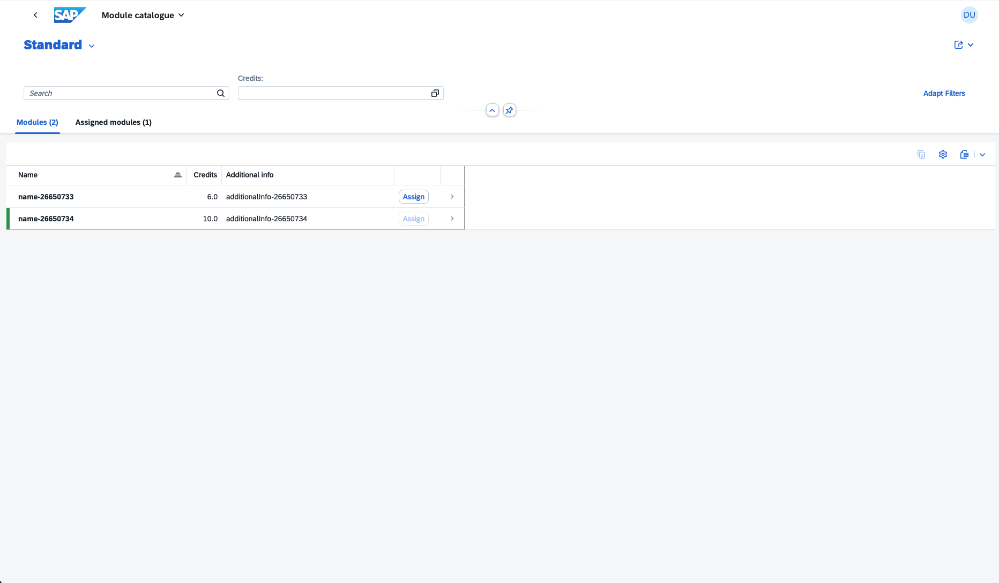 SAP Module catalogue DU
Standard
Credits:
Search
Adapt Filters
Modules (2) Assigned modules (1)
Name Credits Additional info
name-26650733 6.0 additionalInfo-26650733 Assign
name-26650734 10.0 additionalInfo-26650734 Assign